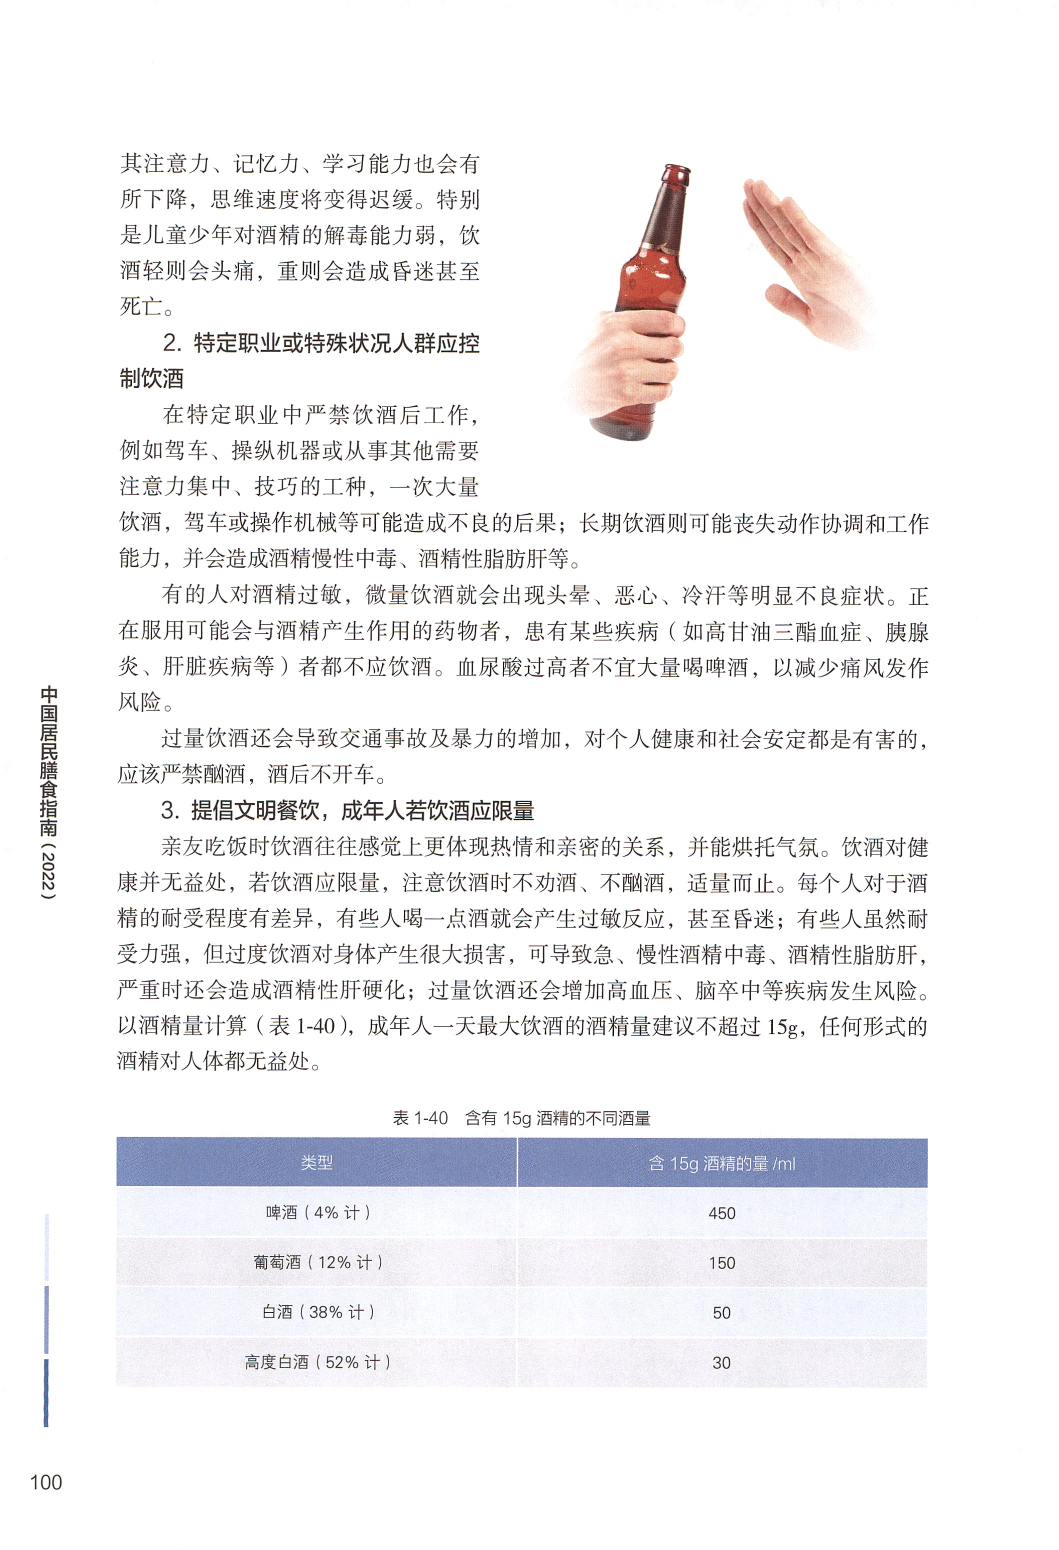 其注意力、记忆力、学习能力也会有
所下降，思维速度将变得迟缓。特别
是儿童少年对酒精的解毒能力弱，饮
酒轻则会头痛，重则会造成昏迷甚至
死亡。
2. 特定职业或特殊状况人群应控
制饮酒
在特定职业中严禁饮酒后工作，
例如驾车、操纵机器或从事其他需要
注意力集中、技巧的工种，一次大量
饮酒，驾车或操作机械等可能造成不良的后果；长期饮酒则可能丧失动作协调和工作
能力，并会造成酒精慢性中毒、酒精性脂肪肝等。
有的人对酒精过敏，微量饮酒就会出现头晕、恶心、冷汗等明显不良症状。正
在服用可能会与酒精产生作用的药物者，患有某些疾病（如高甘油三酯血症、胰腺
炎、肝脏疾病等）者都不应饮酒。血尿酸过高者不宜大量喝啤酒，以减少痛风发作
风险。
过量饮酒还会导致交通事故及暴力的增加，对个人健康和社会安定都是有害的，
应该严禁酗酒，酒后不开车。
3. 提倡文明餐饮，成年人若饮酒应限量
亲友吃饭时饮酒往往感觉上更体现热情和亲密的关系，并能烘托气氛。饮酒对健
康并无益处，若饮酒应限量，注意饮酒时不劝酒、不酗酒，适量而止。每个人对于酒
精的耐受程度有差异，有些人喝一点酒就会产生过敏反应，甚至昏迷；有些人虽然耐
受力强，但过度饮酒对身体产生很大损害，可导致急、慢性酒精中毒、酒精性脂肪肝，
严重时还会造成酒精性肝硬化；过量饮酒还会增加高血压、脑卒中等疾病发生风险。
以酒精量计算（表 1-40），成年人一天最大饮酒的酒精量建议不超过 15g，任何形式的
酒精对人体都无益处。
表 1-40 含有 15g 酒精的不同酒量
类型 含 15g 酒精的量 /ml
啤酒（4% 计） 450
葡萄酒（12% 计） 150
白酒（38% 计） 50
高度白酒（52% 计） 30
中国居民膳食指南（2022）
100